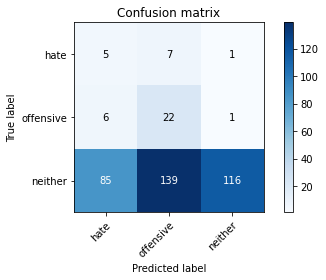 Confusion matrix
hate 5 7 1
offensive 6 22 1
neither 85 139 116
hate offensive neither
True label
Predicted label
120
100
80
60
40
20